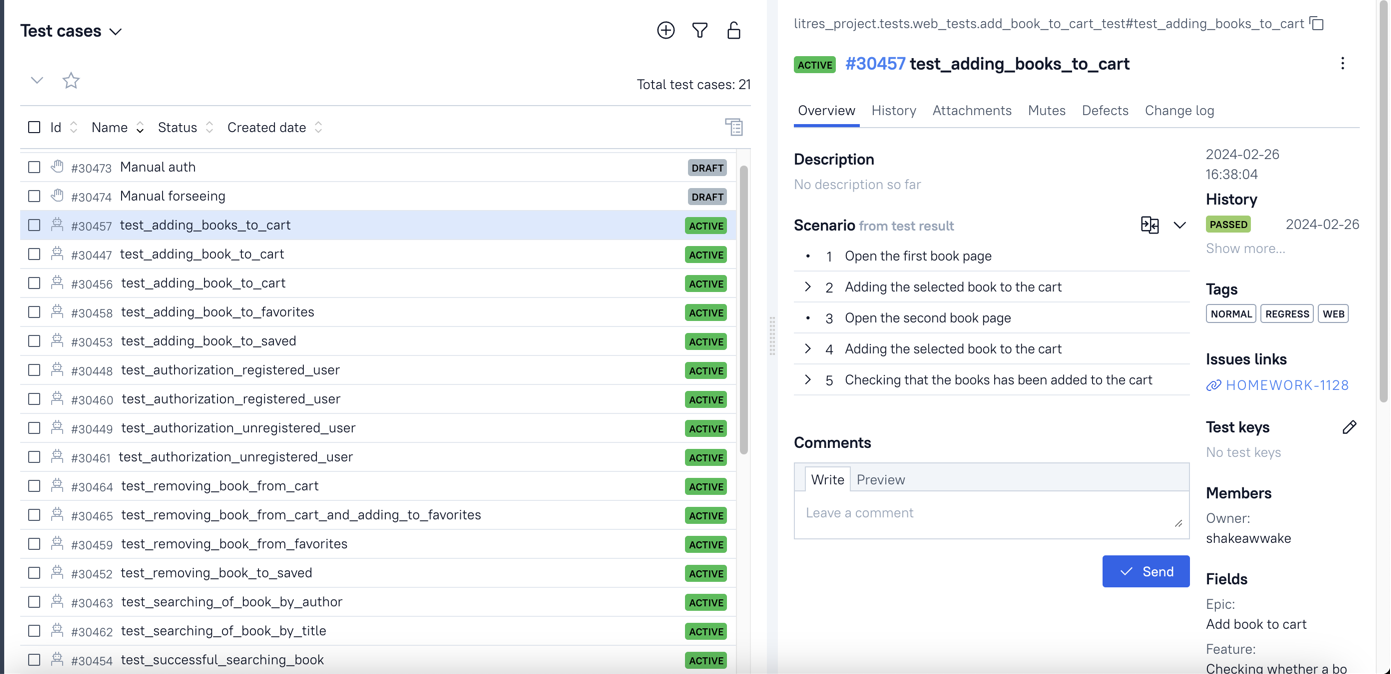 Test cases
Total test cases: 21
Id Name Status Created date
#30473 Manual auth DRAFT
#30474 Manual forseeing DRAFT
#30457 test_adding_books_to_cart ACTIVE
#30447 test_adding_book_to_cart ACTIVE
#30456 test_adding_book_to_cart ACTIVE
#30458 test_adding_book_to_favorites ACTIVE
#30453 test_adding_book_to_saved ACTIVE
#30448 test_authorization_registered_user ACTIVE
#30460 test_authorization_registered_user ACTIVE
#30449 test_authorization_unregistered_user ACTIVE
#30461 test_authorization_unregistered_user ACTIVE
#30464 test_removing_book_from_cart ACTIVE
#30465 test_removing_book_from_cart_and_adding_to_favorites ACTIVE
#30459 test_removing_book_from_favorites ACTIVE
#30452 test_removing_book_to_saved ACTIVE
#30463 test_searching_of_book_by_author ACTIVE
#30462 test_searching_of_book_by_title ACTIVE
#30454 test_successful_searching_book ACTIVE
litres_project.tests.web_tests.add_book_to_cart_test#test_adding_books_to_cart
ACTIVE #30457 test_adding_books_to_cart
Overview History Attachments Mutes Defects Change log
Description
No description so far
Scenario from test result
1 Open the first book page
2 Adding the selected book to the cart
3 Open the second book page
4 Adding the selected book to the cart
5 Checking that the books has been added to the cart
Comments
Write Preview
Leave a comment
Send
2024-02-26
16:38:04
History
PASSED 2024-02-26
Show more...
Tags
NORMAL REGRESS WEB
Issues links
HOMEWORK-1128
Test keys
No test keys
Members
Owner:
shakeawwake
Fields
Epic:
Add book to cart
Feature:
Checking whether a bo